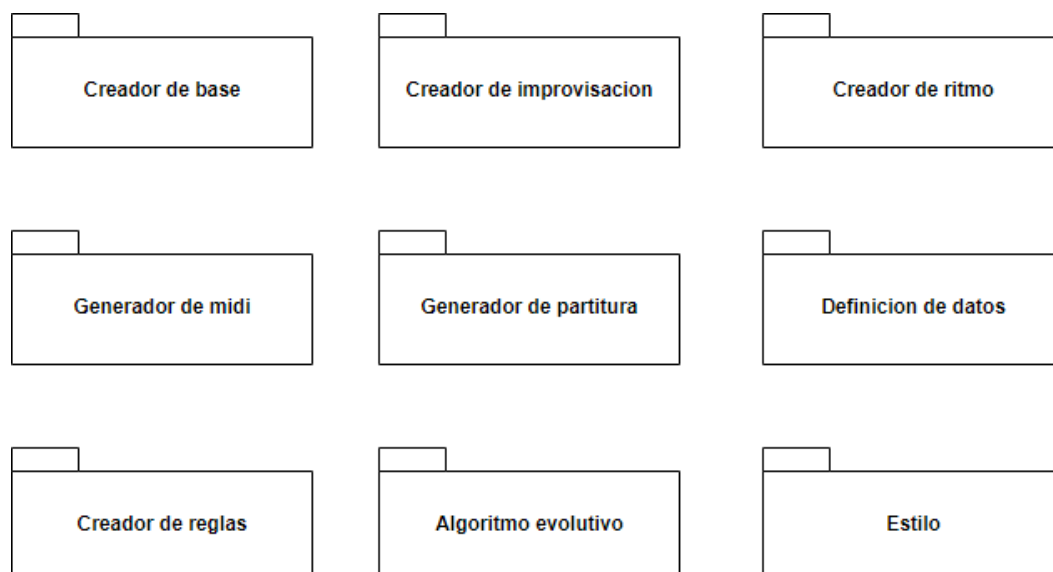 Creador de base
Creador de improvisacion
Creador de ritmo
Generador de midi
Generador de partitura
Definicion de datos
Creador de reglas
Algoritmo evolutivo
Estilo